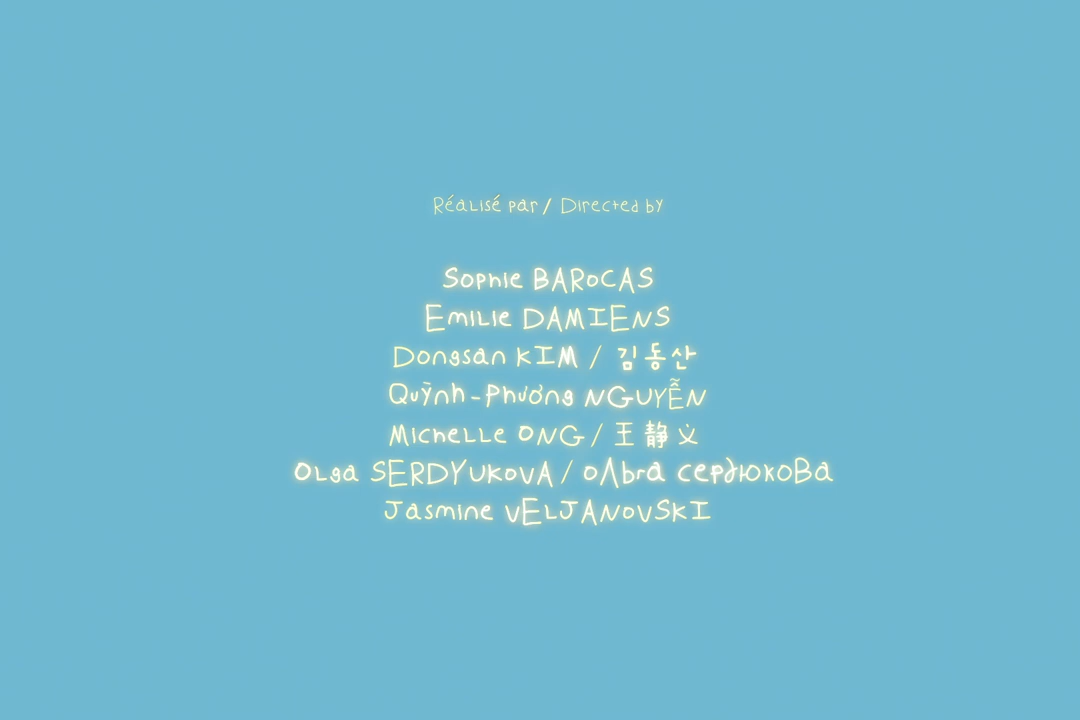 Réalisé par / Directed by
Sophie BAROCAS
Emilie DAMIENS
Dongsan KIM / 김동산
Quỳnh-Phương NGUYỄN
Michelle ONG / 王静义
Olga SERDYUKOVA / Ольга Сердюкова
Jasmine VELJANOVSKI